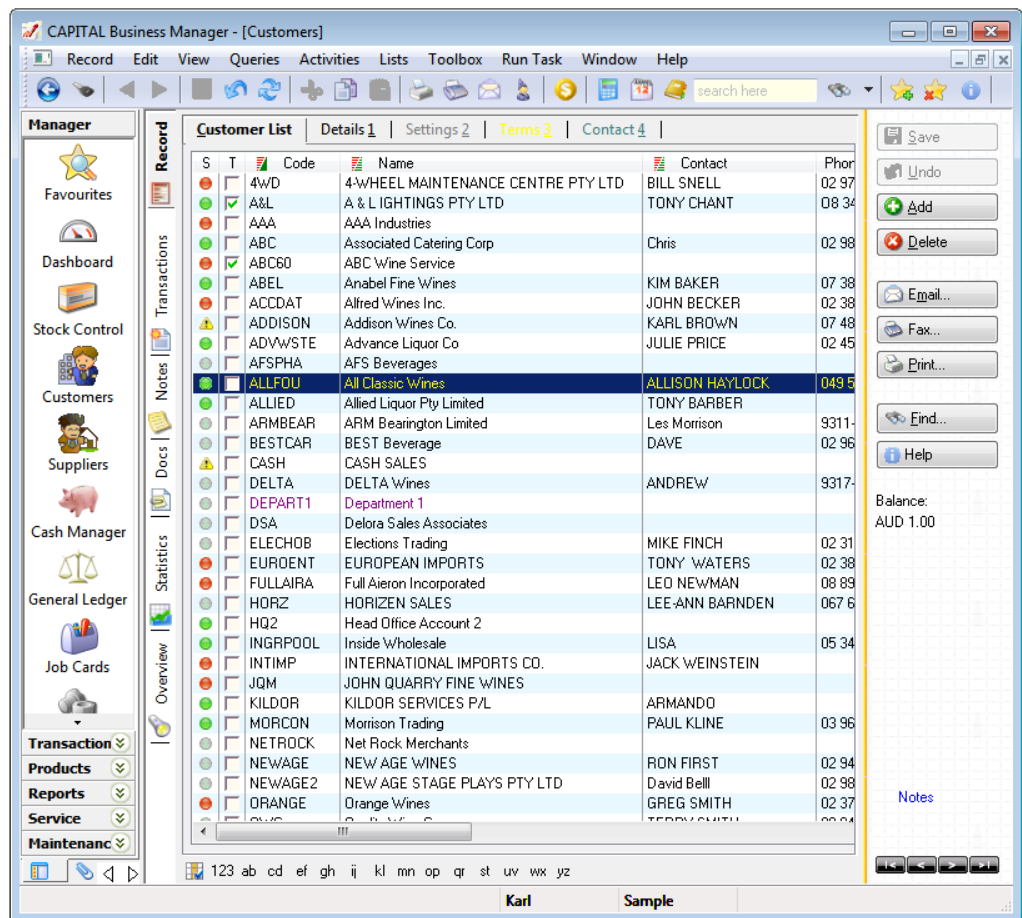 CAPITAL Business Manager - [Customers]
Record Edit View Queries Activities Lists Toolbox Run Task Window Help
search here
Manager
Favourites
Dashboard
Stock Control
Customers
Suppliers
Cash Manager
General Ledger
Job Cards
Transaction
Products
Reports
Service
Maintenanc
Record
Transactions
Notes
Docs
Statistics
Overview
Customer List Details 1 Settings 2 Terms 3 Contact 4
S T Code Name Contact Phor
4WD 4-WHEEL MAINTENANCE CENTRE PTY LTD BILL SNELL 02 97
A&L A & L IGHTINGS PTY LTD TONY CHANT 08 34
AAA AAA Industries
ABC Associated Catering Corp Chris 02 98
ABC60 ABC Wine Service
ABEL Anabel Fine Wines KIM BAKER 07 38
ACCDAT Alfred Wines Inc. JOHN BECKER 02 38
ADDISON Addison Wines Co. KARL BROWN 07 48
ADVWSTE Advance Liquor Co JULIE PRICE 02 45
AFSPHA AFS Beverages
ALLFOU All Classic Wines ALLISON HAYLOCK 049 5
ALLIED Allied Liquor Pty Limited TONY BARBER
ARMBEAR ARM Bearington Limited Les Morrison 9311-
BESTCAR BEST Beverage DAVE 02 96
CASH CASH SALES
DELTA DELTA Wines ANDREW 9317-
DEPART1 Department 1
DSA Delora Sales Associates
ELECHOB Elections Trading MIKE FINCH 02 31
EUROENT EUROPEAN IMPORTS TONY WATERS 02 38
FULLAIRA Full Aieron Incorporated LEO NEWMAN 08 89
HORZ HORIZEN SALES LEE-ANN BARNDEN 067 6
HQ2 Head Office Account 2
INGRPOOL Inside Wholesale LISA 05 34
INTIMP INTERNATIONAL IMPORTS CO. JACK WEINSTEIN
JQM JOHN QUARRY FINE WINES
KILDOR KILDOR SERVICES P/L ARMANDO
MORCON Morrison Trading PAUL KLINE 03 96
NETROCK Net Rock Merchants
NEWAGE NEW AGE WINES RON FIRST 02 94
NEWAGE2 NEW AGE STAGE PLAYS PTY LTD David Belll 02 98
ORANGE Orange Wines GREG SMITH 02 37
123 ab cd ef gh ij kl mn op qr st uv wx yz
Save
Undo
Add
Delete
Email...
Fax...
Print...
Find...
Help
Balance:
AUD 1.00
Notes
Karl Sample